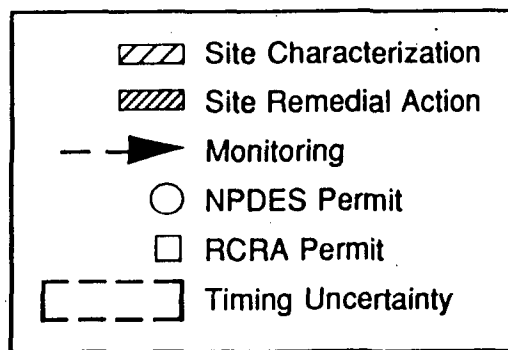 Site Characterization
Site Remedial Action
Monitoring
NPDES Permit
RCRA Permit
Timing Uncertainty